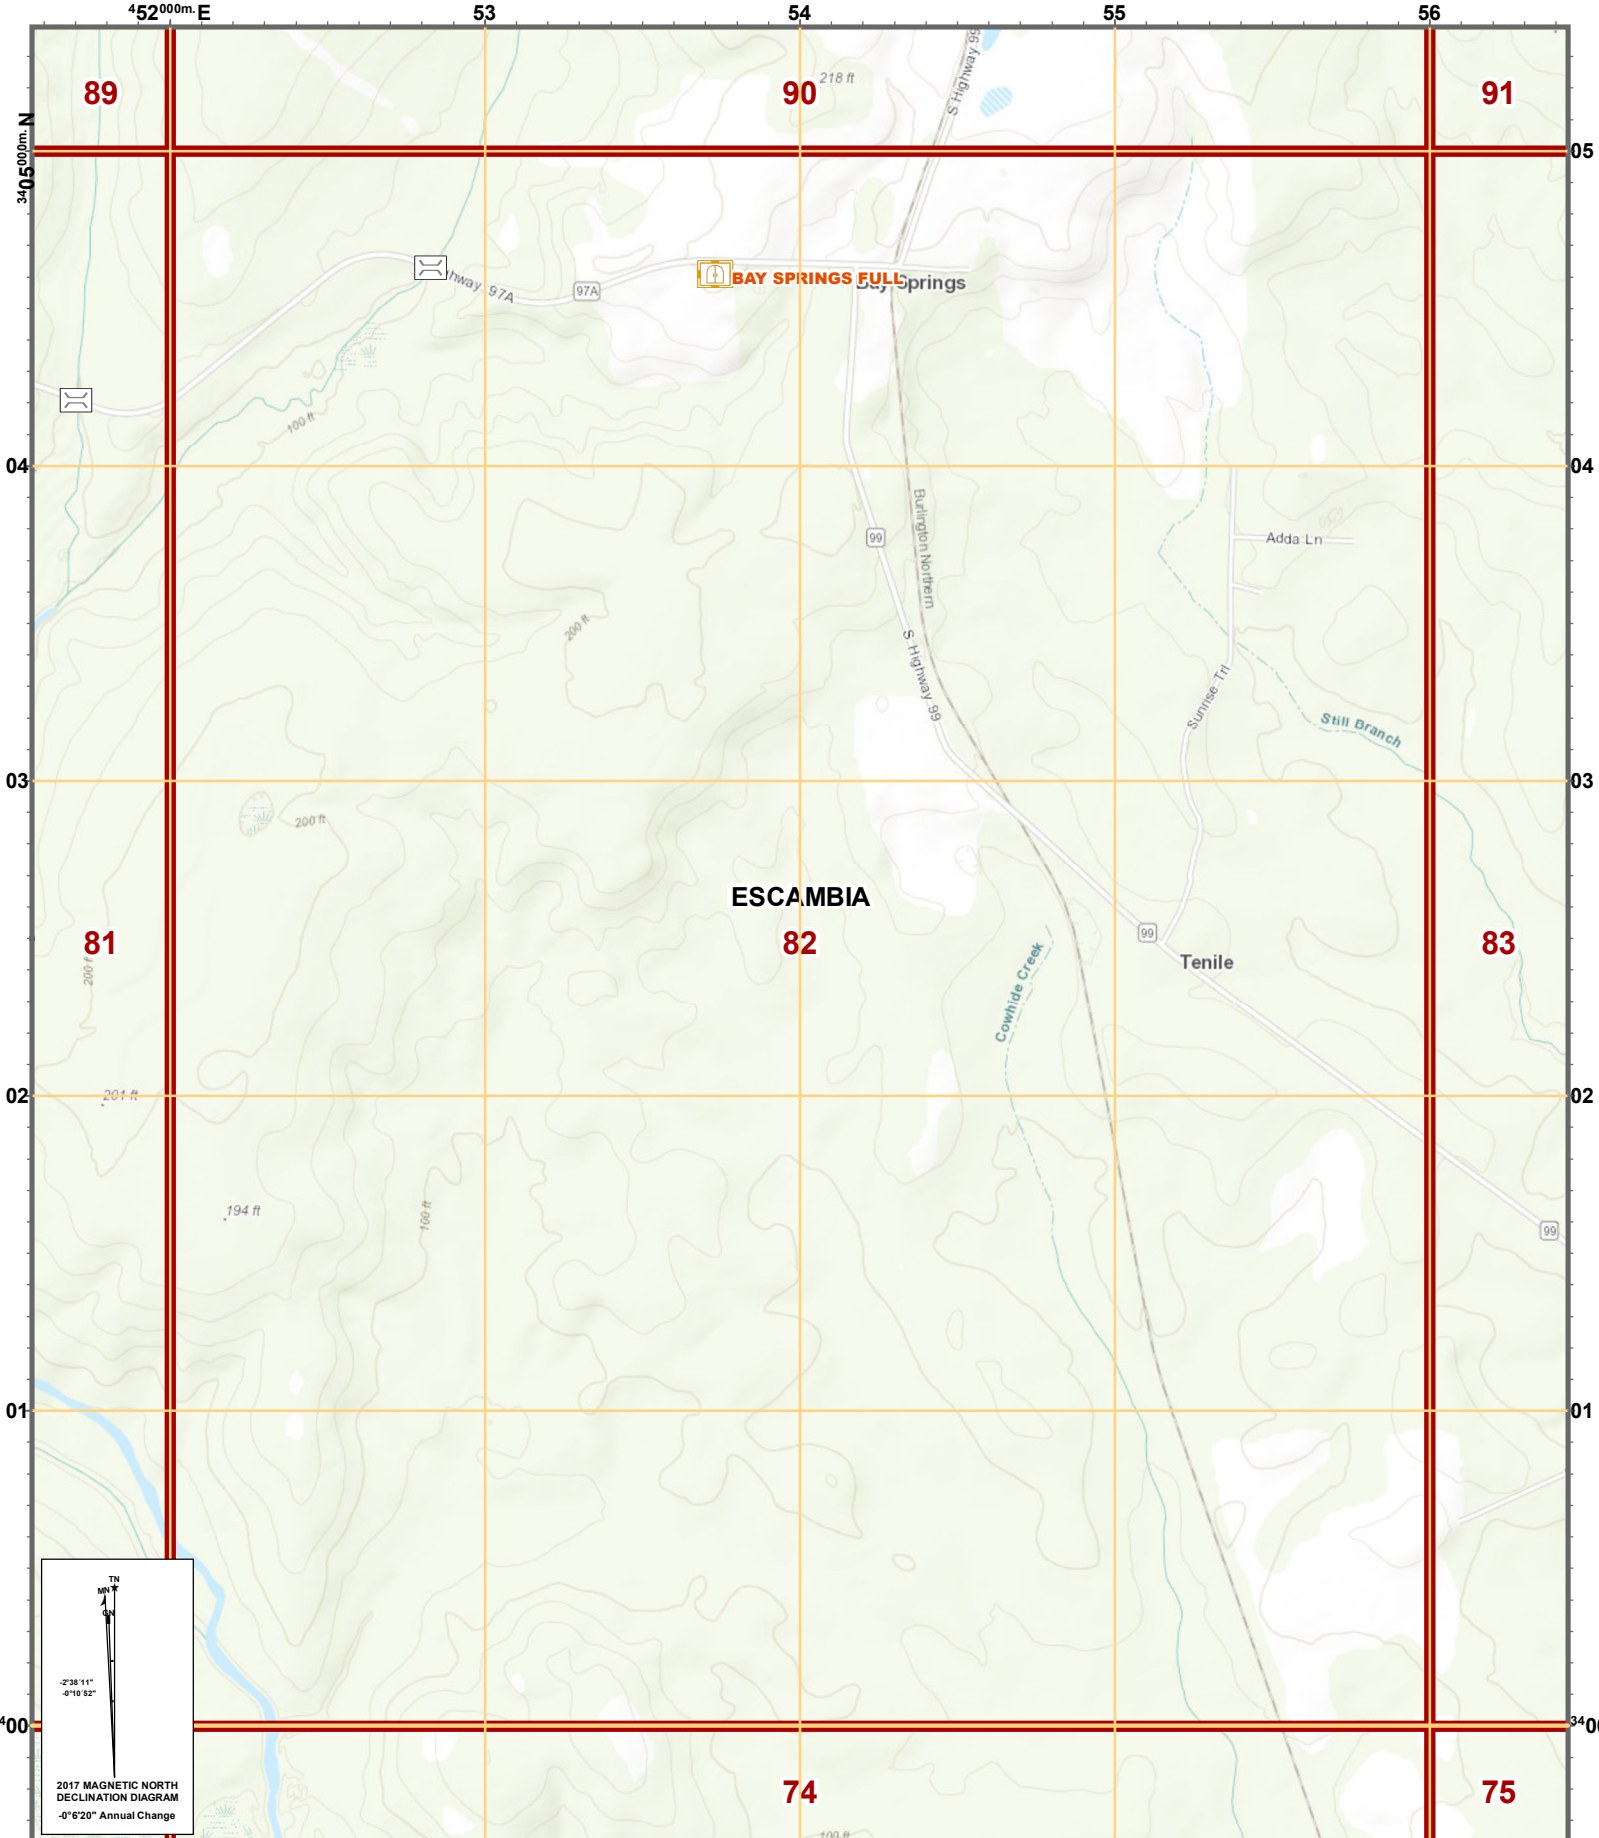 452000m. E
53
54
55
56
89
90
91
218 ft
S Highway 99
3405000m. N
05
hway 97A
97A
BAY SPRINGS FULL
Bay Springs
100 ft
04
04
99
Burlington Northern
Adda Ln
200 ft
S Highway 99
Sunrise Trl
Still Branch
03
03
200 ft
ESCAMBIA
81
82
83
99
Tenile
200 f
Cowhide Creek
02
02
201 ft
194 ft
100 ft
99
01
01
TN
MN
GN
-2°38'11"
-0°10'52"
400
340
2017 MAGNETIC NORTH
DECLINATION DIAGRAM
-0°6'20" Annual Change
74
75
100 ft